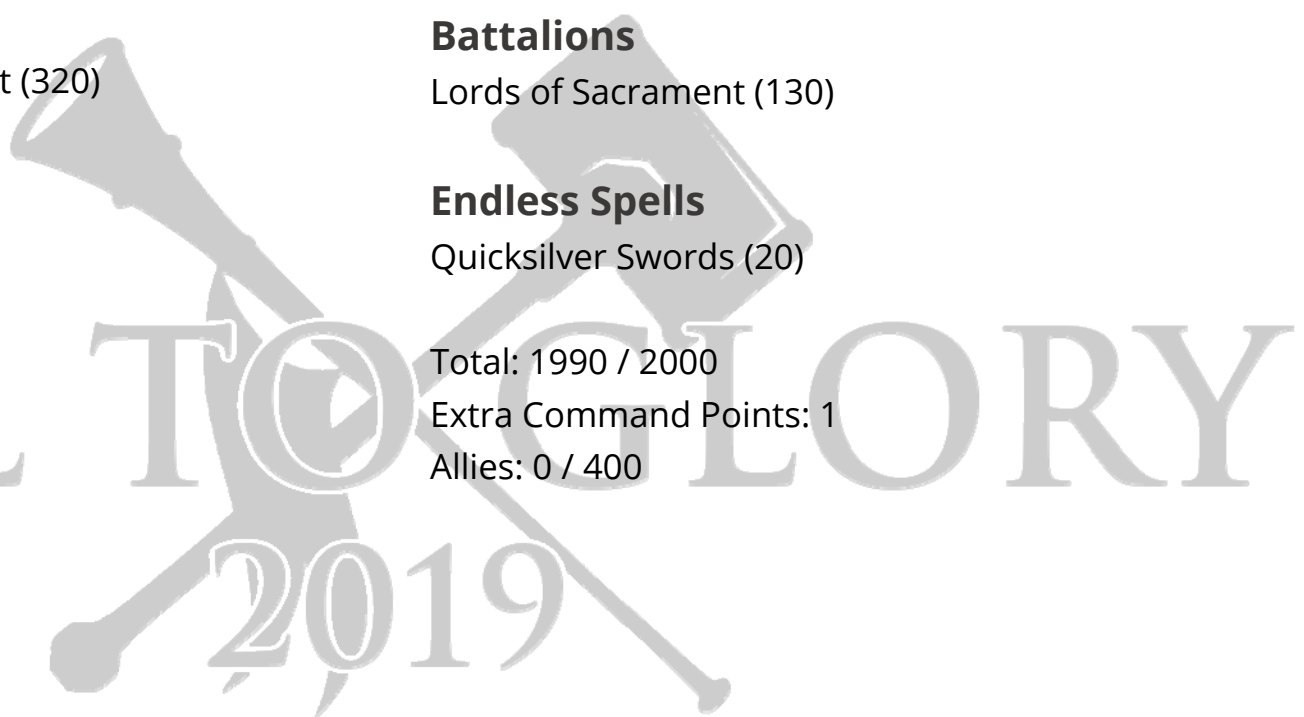 t (320)
Battalions
Lords of Sacrament (130)
Endless Spells
Quicksilver Swords (20)
Total: 1990 / 2000
Extra Command Points: 1
Allies: 0 / 400
L TO GLORY
2019